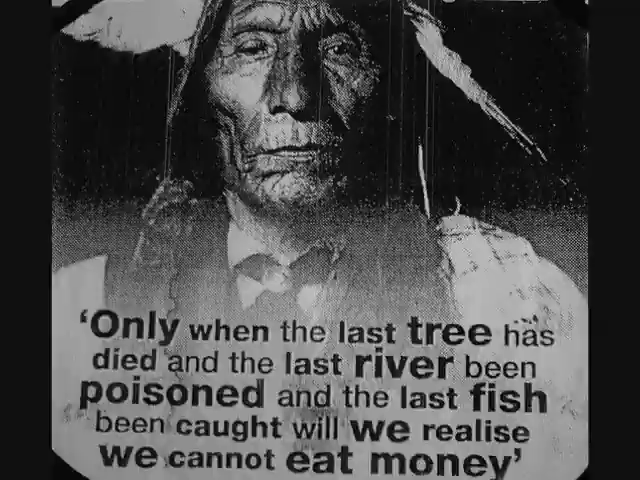 'Only when the last tree has
died and the last river been
poisoned and the last fish
been caught will we realise
we cannot eat money'